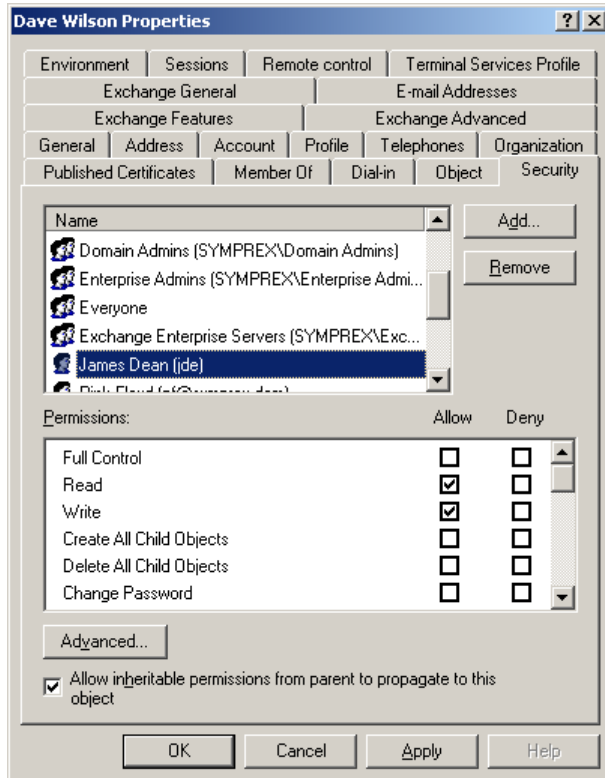 Dave Wilson Properties
Environment Sessions Remote control Terminal Services Profile
Exchange General E-mail Addresses
Exchange Features Exchange Advanced
General Address Account Profile Telephones Organization
Published Certificates Member Of Dial-in Object Security
Name
Add...
Domain Admins (SYMPREX\Domain Admins)
Enterprise Admins (SYMPREX\Enterprise Admi...
Remove
Everyone
Exchange Enterprise Servers (SYMPREX\Exc...
James Dean (jde)
Permissions: Allow Deny
Full Control
Read
Write
Create All Child Objects
Delete All Child Objects
Change Password
Advanced...
Allow inheritable permissions from parent to propagate to this
object
OK Cancel Apply Help